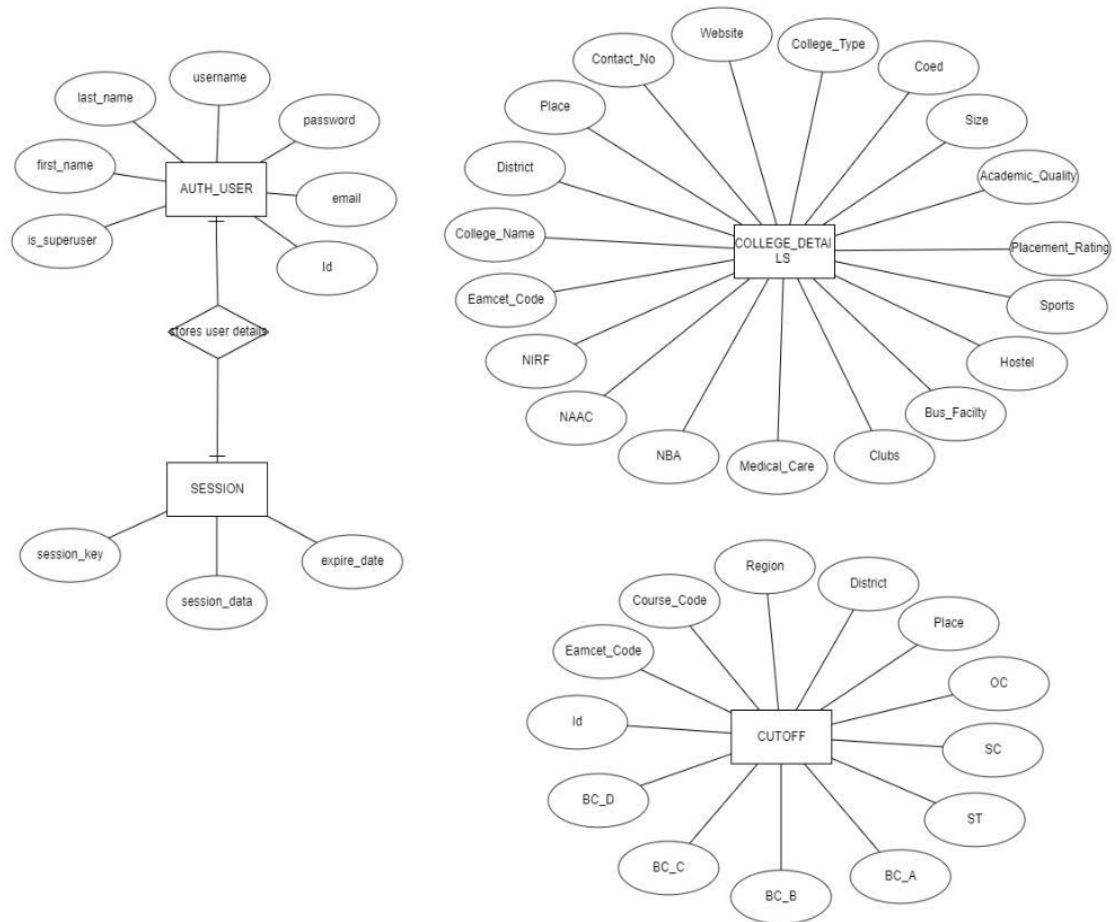 username
last_name
password
first_name
AUTH_USER
email
is_superuser
Id
stores user details
SESSION
session_key
expire_date
session_data
Website
College_Type
Contact_No
Coed
Place
Size
District
Academic_Quality
College_Name
COLLEGE_DETAI
LS
Placement_Rating
Eamcet_Code
Sports
NIRF
Hostel
NAAC
Bus_Facilty
NBA
Medical_Care
Clubs
Region
District
Course_Code
Place
Eamcet_Code
OC
Id
CUTOFF
SC
BC_D
ST
BC_C
BC_A
BC_B